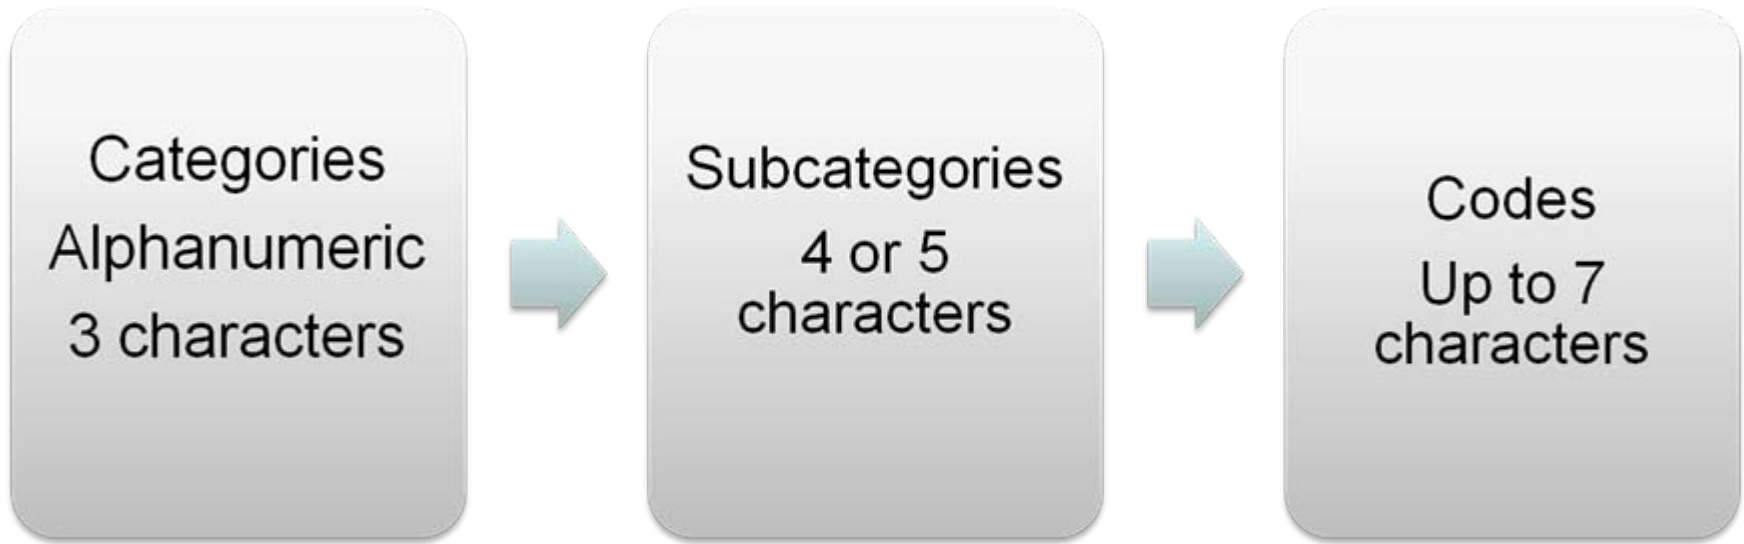 Categories
Alphanumeric
3 characters
Subcategories
4 or 5
characters
Codes
Up to 7
characters